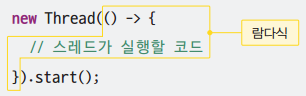 new Thread(() -> {
// 스레드가 실행할 코드
}).start();
람다식